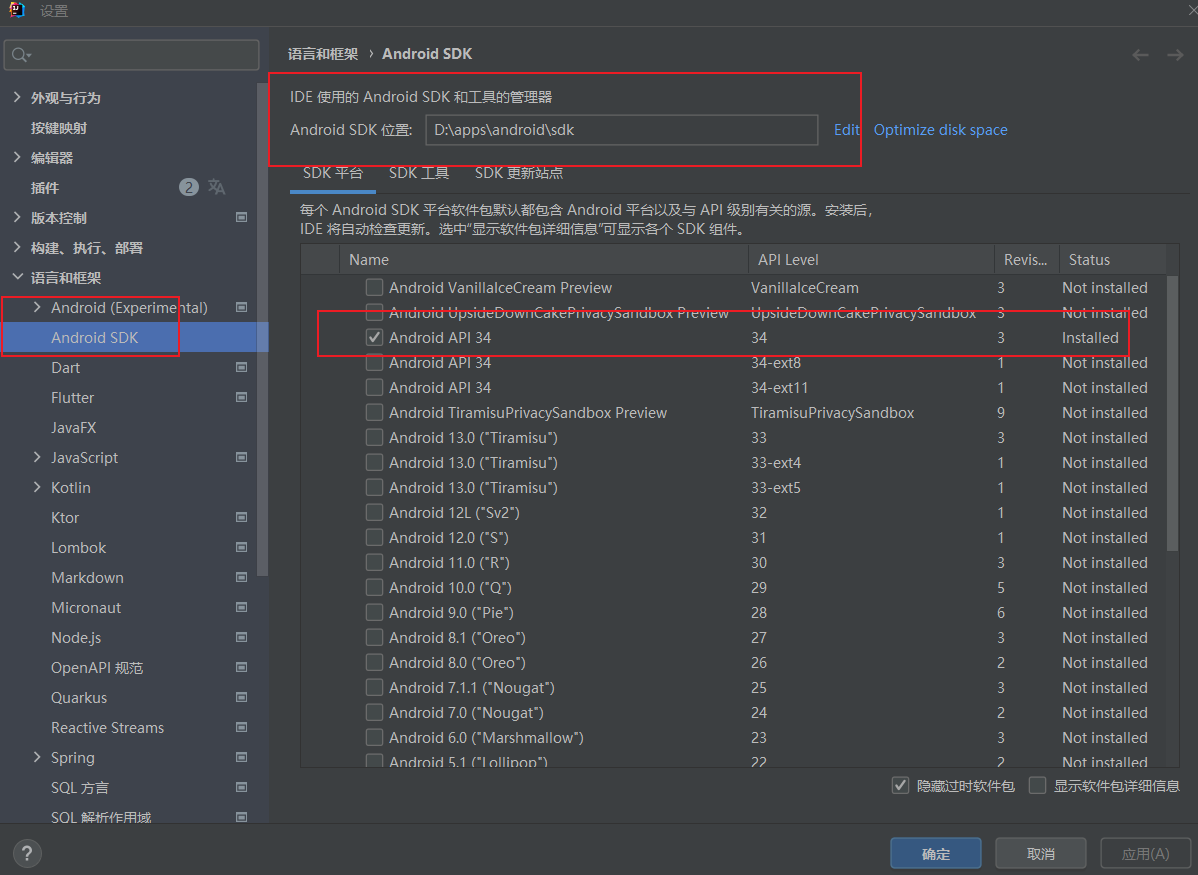 设置
语言和框架 › Android SDK
IDE 使用的 Android SDK 和工具的管理器
Android SDK 位置: D:\apps\android\sdk Edit Optimize disk space
SDK 平台 SDK 工具 SDK 更新站点
每个 Android SDK 平台软件包默认都包含 Android 平台以及与 API 级别有关的源。安装后，
IDE 将自动检查更新。选中“显示软件包详细信息”可显示各个 SDK 组件。
Name API Level Revis... Status
Android VanillaIceCream Preview VanillaIceCream 3 Not installed
Android UpsideDownCakePrivacySandbox Preview UpsideDownCakePrivacySandbox 3 Not installed
Android API 34 34 3 Installed
Android API 34 34-ext8 1 Not installed
Android API 34 34-ext11 1 Not installed
Android TiramisuPrivacySandbox Preview TiramisuPrivacySandbox 9 Not installed
Android 13.0 ("Tiramisu") 33 3 Not installed
Android 13.0 ("Tiramisu") 33-ext4 1 Not installed
Android 13.0 ("Tiramisu") 33-ext5 1 Not installed
Android 12L ("Sv2") 32 1 Not installed
Android 12.0 ("S") 31 1 Not installed
Android 11.0 ("R") 30 3 Not installed
Android 10.0 ("Q") 29 5 Not installed
Android 9.0 ("Pie") 28 6 Not installed
Android 8.1 ("Oreo") 27 3 Not installed
Android 8.0 ("Oreo") 26 2 Not installed
Android 7.1.1 ("Nougat") 25 3 Not installed
Android 7.0 ("Nougat") 24 2 Not installed
Android 6.0 ("Marshmallow") 23 3 Not installed
Android 5.1 ("Lollipop") 22 2 Not installed
隐藏过时软件包 显示软件包详细信息
外观与行为
按键映射
编辑器
插件 2
版本控制
构建、执行、部署
语言和框架
Android (Experimental)
Android SDK
Dart
Flutter
JavaFX
JavaScript
Kotlin
Ktor
Lombok
Markdown
Micronaut
Node.js
OpenAPI 规范
Quarkus
Reactive Streams
Spring
SQL 方言
SQL 解析作用域
? 确定 取消 应用(A)